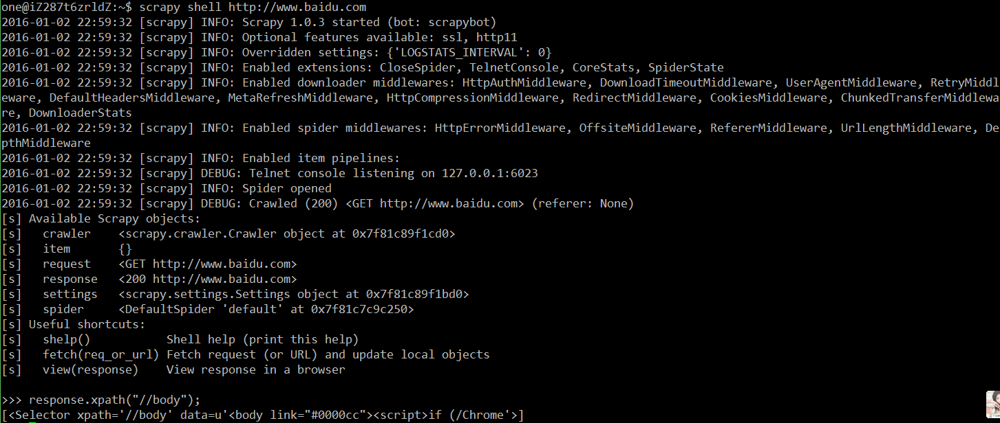 one@iZ287t6zrldZ:~$ scrapy shell http://www.baidu.com
2016-01-02 22:59:32 [scrapy] INFO: Scrapy 1.0.3 started (bot: scrapybot)
2016-01-02 22:59:32 [scrapy] INFO: Optional features available: ssl, http11
2016-01-02 22:59:32 [scrapy] INFO: Overridden settings: {'LOGSTATS_INTERVAL': 0}
2016-01-02 22:59:32 [scrapy] INFO: Enabled extensions: CloseSpider, TelnetConsole, CoreStats, SpiderState
2016-01-02 22:59:32 [scrapy] INFO: Enabled downloader middlewares: HttpAuthMiddleware, DownloadTimeoutMiddleware, UserAgentMiddleware, RetryMiddl
eware, DefaultHeadersMiddleware, MetaRefreshMiddleware, HttpCompressionMiddleware, RedirectMiddleware, CookiesMiddleware, ChunkedTransferMiddlewa
re, DownloaderStats
2016-01-02 22:59:32 [scrapy] INFO: Enabled spider middlewares: HttpErrorMiddleware, OffsiteMiddleware, RefererMiddleware, UrlLengthMiddleware, De
pthMiddleware
2016-01-02 22:59:32 [scrapy] INFO: Enabled item pipelines:
2016-01-02 22:59:32 [scrapy] DEBUG: Telnet console listening on 127.0.0.1:6023
2016-01-02 22:59:32 [scrapy] INFO: Spider opened
2016-01-02 22:59:32 [scrapy] DEBUG: Crawled (200) <GET http://www.baidu.com> (referer: None)
[s] Available Scrapy objects:
[s]   crawler    <scrapy.crawler.Crawler object at 0x7f81c89f1cd0>
[s]   item       {}
[s]   request    <GET http://www.baidu.com>
[s]   response   <200 http://www.baidu.com>
[s]   settings   <scrapy.settings.Settings object at 0x7f81c89f1bd0>
[s]   spider     <DefaultSpider 'default' at 0x7f81c7c9c250>
[s] Useful shortcuts:
[s]   shelp()           Shell help (print this help)
[s]   fetch(req_or_url) Fetch request (or URL) and update local objects
[s]   view(response)    View response in a browser
>>> response.xpath("//body");
[<Selector xpath='//body' data=u'<body link="#0000cc"><script>if (/Chrome'>]